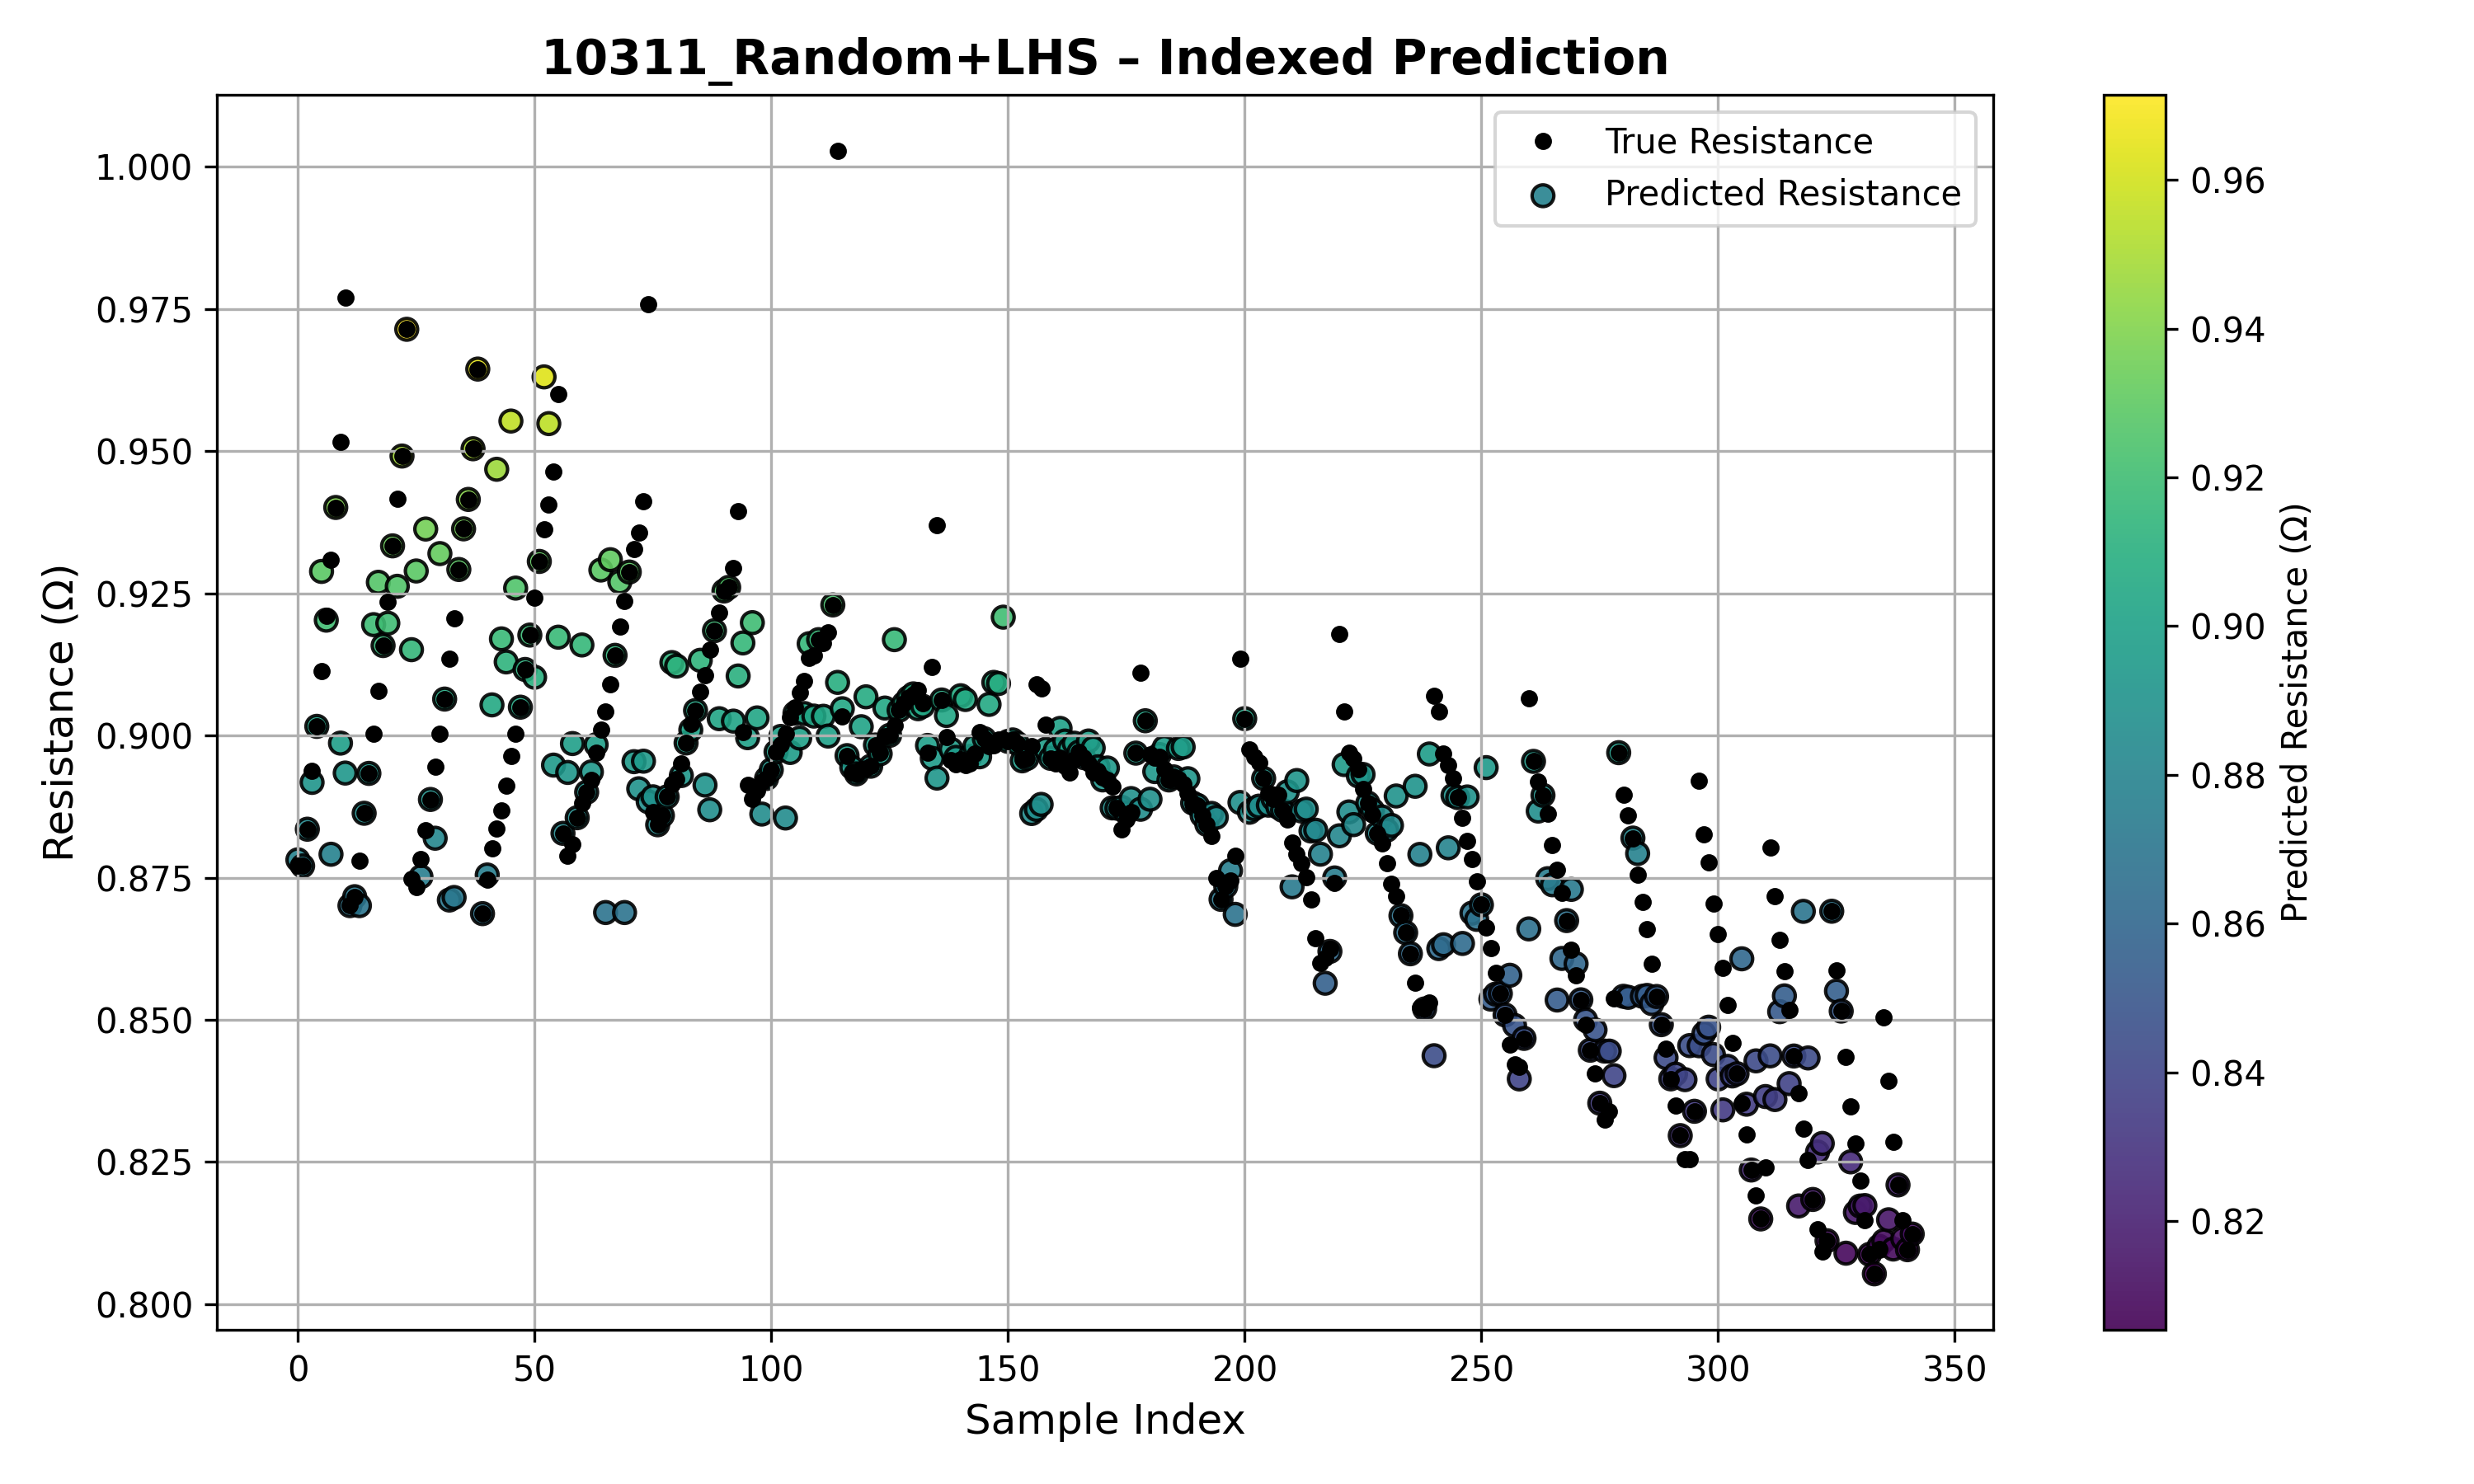 10311_Random+LHS – Indexed Prediction
True Resistance
Predicted Resistance
Resistance (Ω)
1.000
0.975
0.950
0.925
0.900
0.875
0.850
0.825
0.800
0 50 100 150 200 250 300 350
Sample Index
0.96
0.94
0.92
0.90
0.88
0.86
0.84
0.82
Predicted Resistance (Ω)